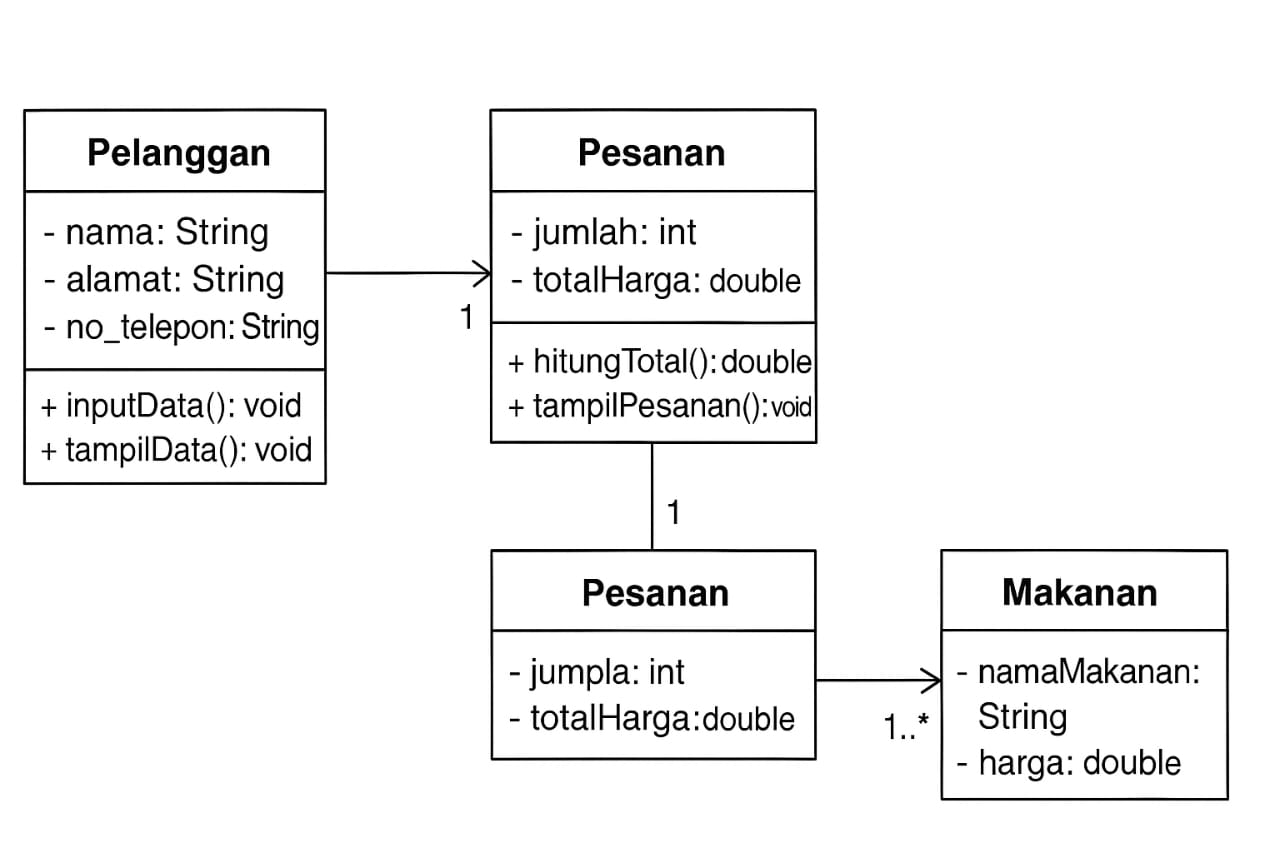 Pelanggan
- nama: String
- alamat: String
- no_telepon: String
+ inputData(): void
+ tampilData(): void
1
Pesanan
- jumlah: int
- totalHarga: double
+ hitungTotal(): double
+ tampilPesanan(): void
1
Pesanan
- jumpla: int
- totalHarga: double
1..*
Makanan
- namaMakanan:
String
- harga: double